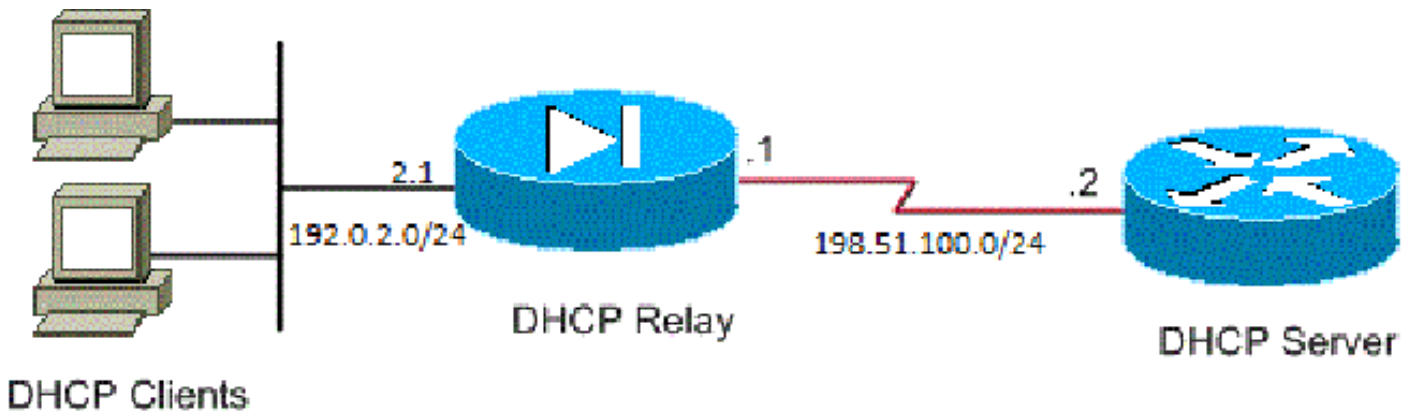 2.1
192.0.2.0/24
.1
.2
198.51.100.0/24
DHCP Relay
DHCP Server
DHCP Clients